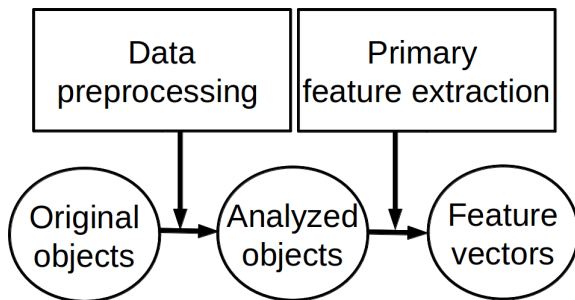 Data
preprocessing
Primary
feature extraction
Original
objects
Analyzed
objects
Feature
vectors